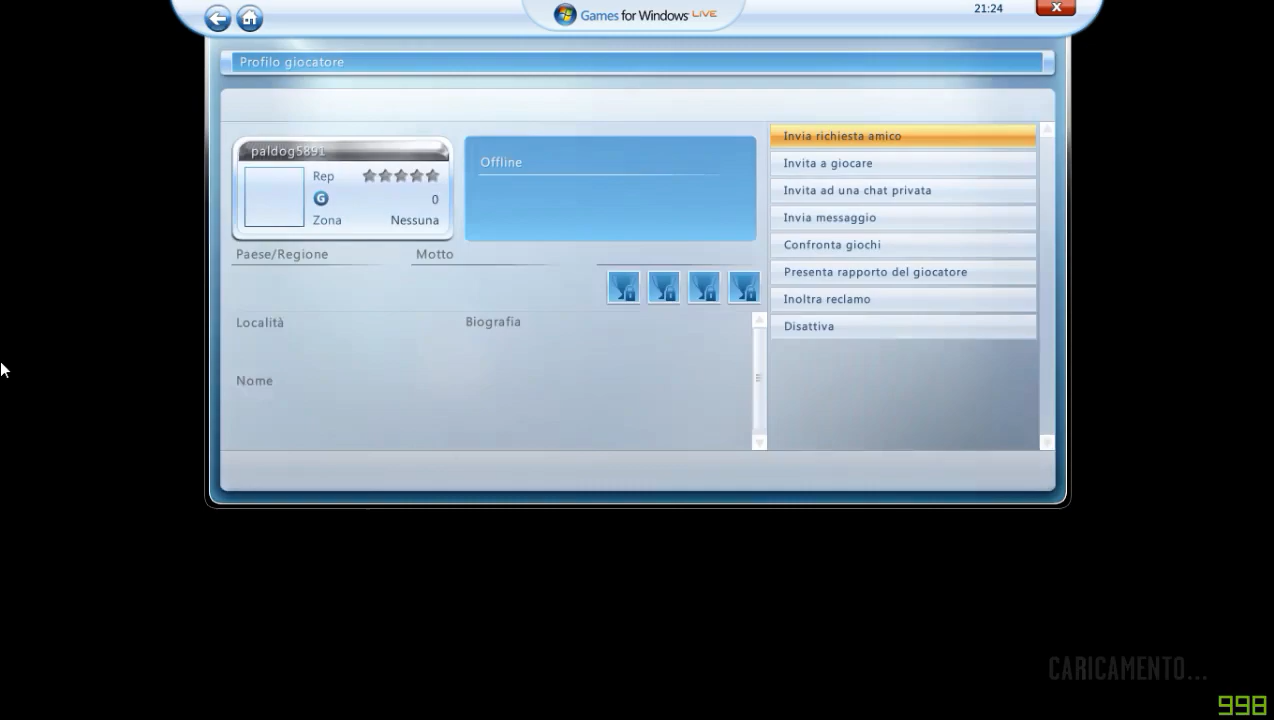 Games for Windows LIVE
21:24
Profilo giocatore
paldog5891
Rep
G 0
Zona Nessuna
Offline
Paese/Regione
Motto
Località
Biografia
Nome
Invia richiesta amico
Invita a giocare
Invita ad una chat privata
Invia messaggio
Confronta giochi
Presenta rapporto del giocatore
Inoltra reclamo
Disattiva
CARICAMENTO...
998